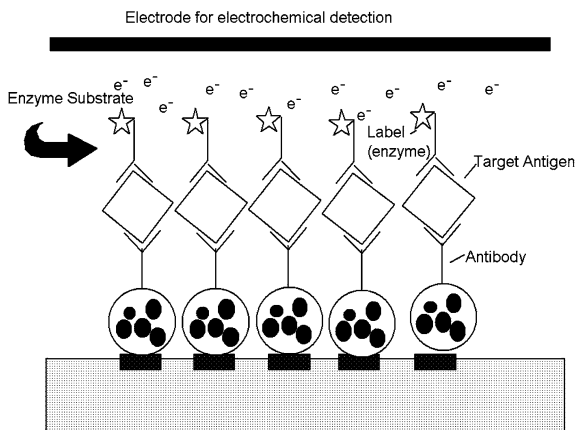 Electrode for electrochemical detection
e⁻ e⁻ e⁻ e⁻ e⁻ e⁻ e⁻ e⁻ e⁻ e⁻ e⁻
Enzyme Substrate
Label
(enzyme)
Target Antigen
Antibody